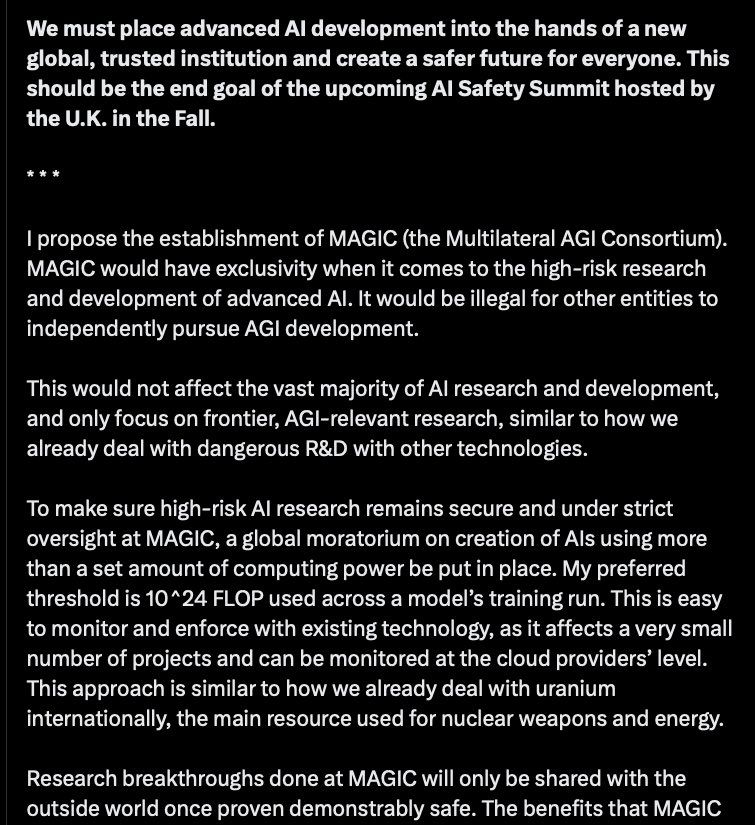 We must place advanced AI development into the hands of a new
global, trusted institution and create a safer future for everyone. This
should be the end goal of the upcoming AI Safety Summit hosted by
the U.K. in the Fall.
* * *
I propose the establishment of MAGIC (the Multilateral AGI Consortium).
MAGIC would have exclusivity when it comes to the high-risk research
and development of advanced AI. It would be illegal for other entities to
independently pursue AGI development.
This would not affect the vast majority of AI research and development,
and only focus on frontier, AGI-relevant research, similar to how we
already deal with dangerous R&D with other technologies.
To make sure high-risk AI research remains secure and under strict
oversight at MAGIC, a global moratorium on creation of AIs using more
than a set amount of computing power be put in place. My preferred
threshold is 10^24 FLOP used across a model's training run. This is easy
to monitor and enforce with existing technology, as it affects a very small
number of projects and can be monitored at the cloud providers' level.
This approach is similar to how we already deal with uranium
internationally, the main resource used for nuclear weapons and energy.
Research breakthroughs done at MAGIC will only be shared with the
outside world once proven demonstrably safe. The benefits that MAGIC